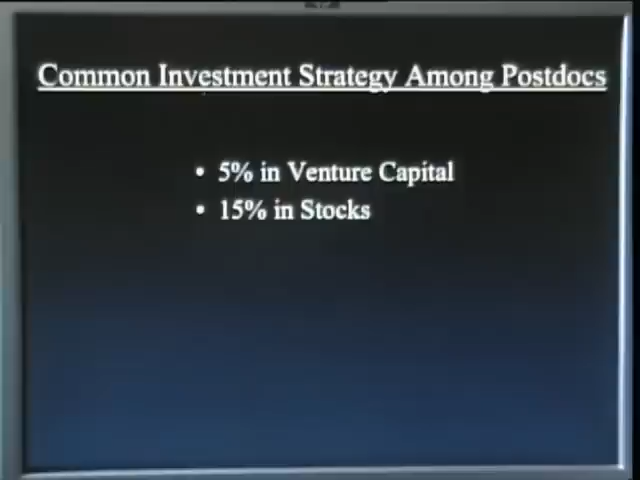 Common Investment Strategy Among Postdocs
• 5% in Venture Capital
• 15% in Stocks